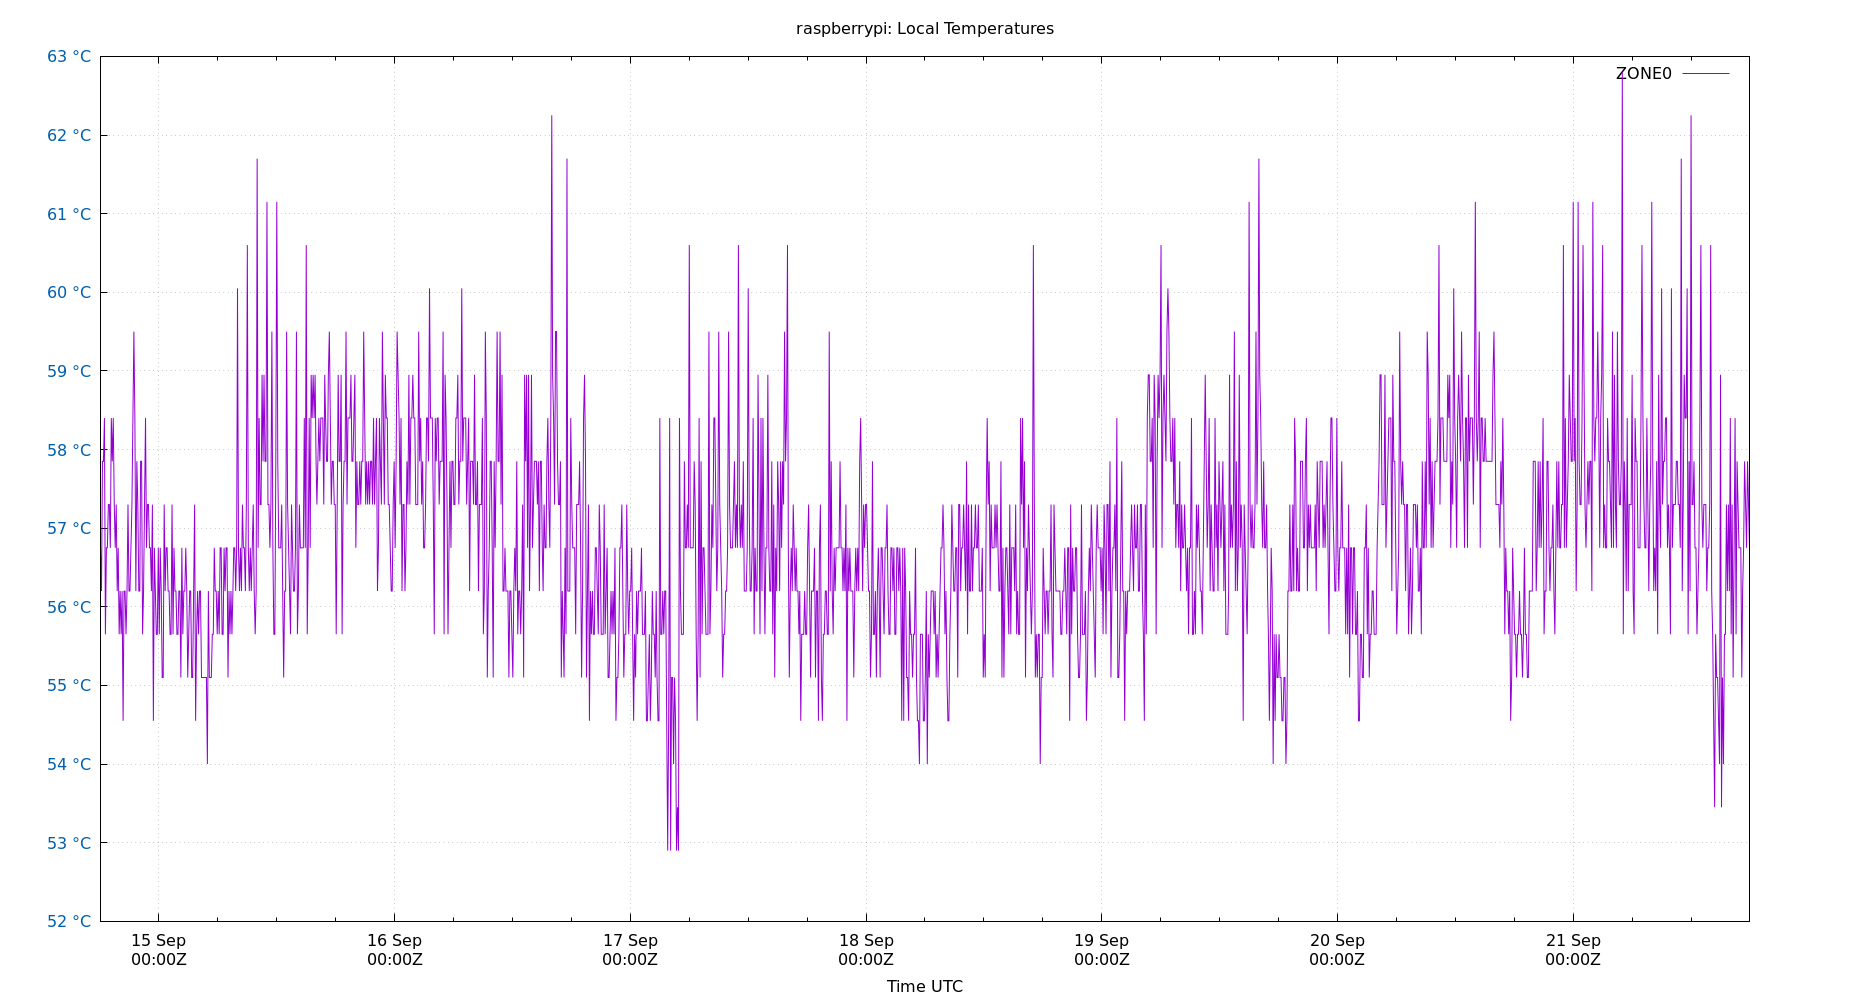 raspberrypi: Local Temperatures
63 °C
ZONE0
62 °C
61 °C
60 °C
59 °C
58 °C
57 °C
56 °C
55 °C
54 °C
53 °C
52 °C
15 Sep 16 Sep 17 Sep 18 Sep 19 Sep 20 Sep 21 Sep
00:00Z 00:00Z 00:00Z 00:00Z 00:00Z 00:00Z 00:00Z
Time UTC